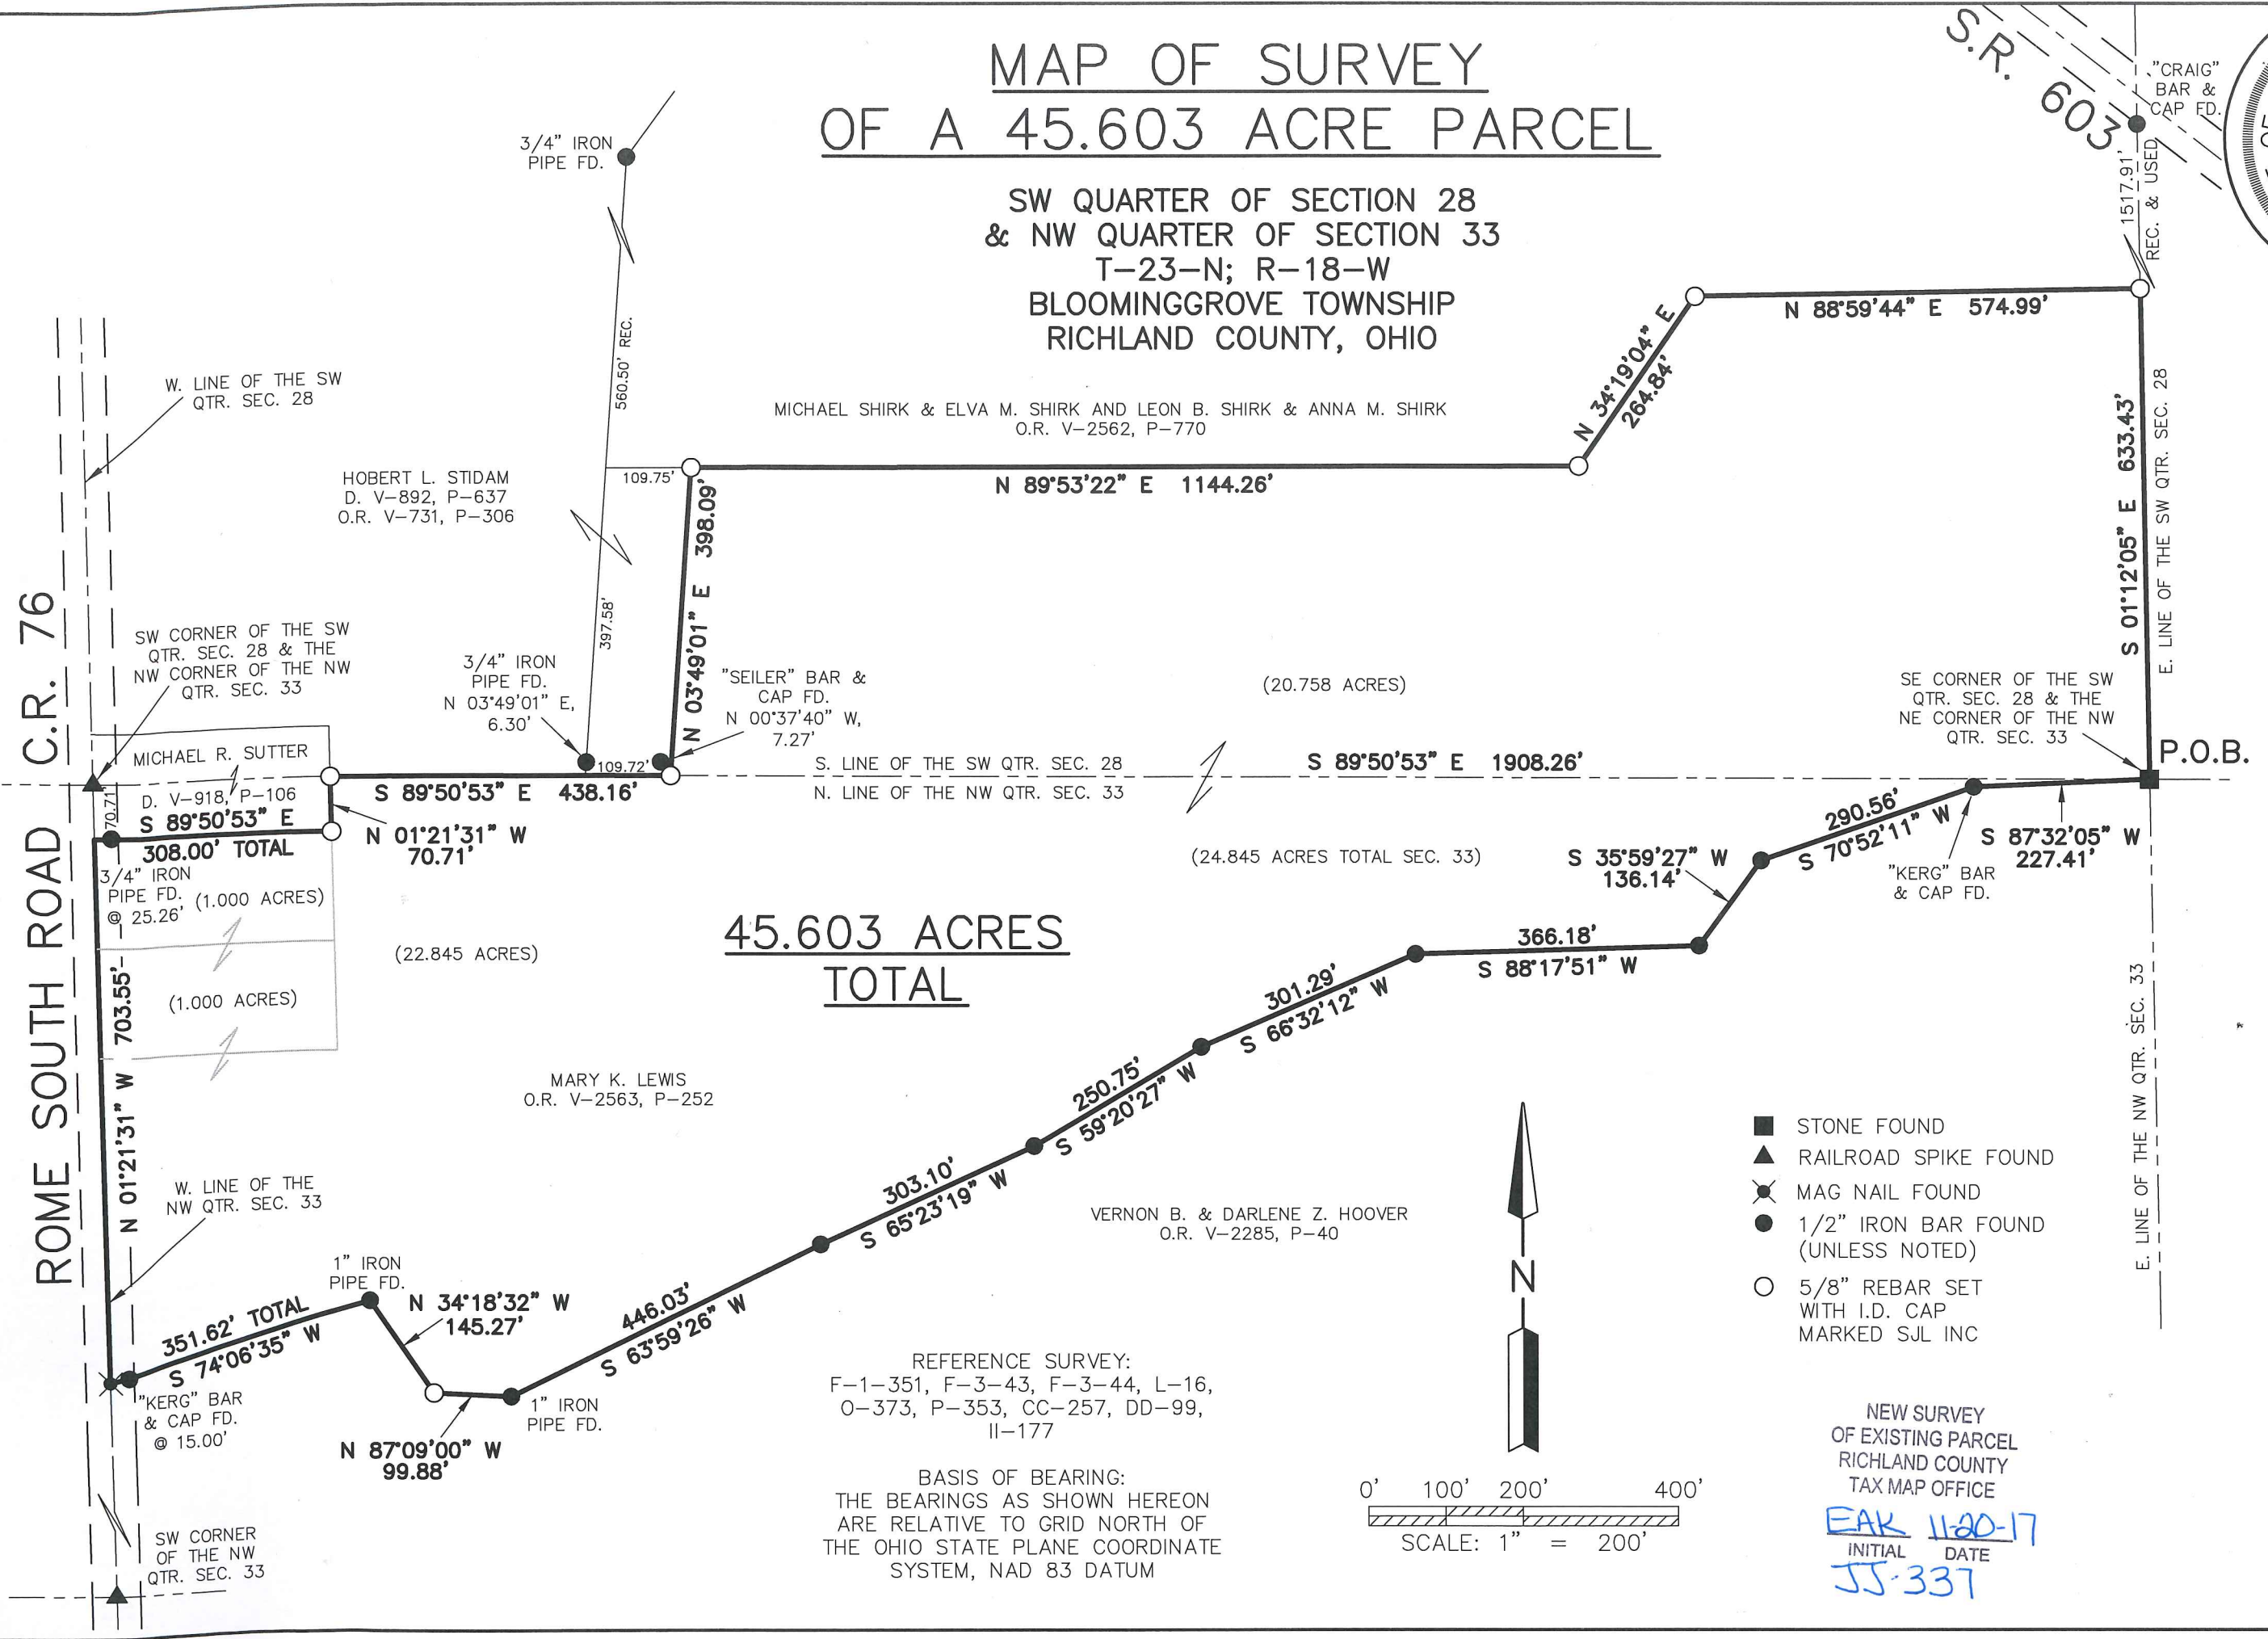 MAP OF SURVEY
OF A 45.603 ACRE PARCEL
SW QUARTER OF SECTION 28
& NW QUARTER OF SECTION 33
T-23-N; R-18-W
BLOOMINGGROVE TOWNSHIP
RICHLAND COUNTY, OHIO
S.R. 603
"CRAIG"
BAR &
CAP FD.
1517.91'
REC. & USED
3/4" IRON
PIPE FD.
560.50' REC.
W. LINE OF THE SW
QTR. SEC. 28
N 88°59'44" E 574.99'
N 34°19'04" E
264.84'
MICHAEL SHIRK & ELVA M. SHIRK AND LEON B. SHIRK & ANNA M. SHIRK
O.R. V-2562, P-770
HOBERT L. STIDAM
D. V-892, P-637
O.R. V-731, P-306
109.75'
N 89°53'22" E 1144.26'
S 01°12'05" E 633.43'
E. LINE OF THE SW QTR. SEC. 28
397.58'
N 03°49'01" E 398.09'
ROME SOUTH ROAD C.R. 76
SW CORNER OF THE SW
QTR. SEC. 28 & THE
NW CORNER OF THE NW
QTR. SEC. 33
3/4" IRON
PIPE FD.
N 03°49'01" E,
6.30'
"SEILER" BAR &
CAP FD.
N 00°37'40" W,
7.27'
(20.758 ACRES)
SE CORNER OF THE SW
QTR. SEC. 28 & THE
NE CORNER OF THE NW
QTR. SEC. 33
P.O.B.
MICHAEL R. SUTTER
D. V-918, P-106
70.71'
S 89°50'53" E
308.00' TOTAL
109.72'
S 89°50'53" E 438.16'
N 01°21'31" W
70.71'
S. LINE OF THE SW QTR. SEC. 28
N. LINE OF THE NW QTR. SEC. 33
S 89°50'53" E 1908.26'
(24.845 ACRES TOTAL SEC. 33)
S 35°59'27" W
136.14'
290.56'
S 70°52'11" W
"KERG" BAR
& CAP FD.
S 87°32'05" W
227.41'
3/4" IRON
PIPE FD.
@ 25.26'
(1.000 ACRES)
(22.845 ACRES)
45.603 ACRES
TOTAL
(1.000 ACRES)
N 01°21'31" W 703.55'
366.18'
S 88°17'51" W
301.29'
S 66°32'12" W
250.75'
S 59°20'27" W
303.10'
S 65°23'19" W
446.03'
S 63°59'26" W
MARY K. LEWIS
O.R. V-2563, P-252
W. LINE OF THE
NW QTR. SEC. 33
VERNON B. & DARLENE Z. HOOVER
O.R. V-2285, P-40
E. LINE OF THE NW QTR. SEC. 33
1" IRON
PIPE FD.
351.62' TOTAL
S 74°06'35" W
N 34°18'32" W
145.27'
"KERG" BAR
& CAP FD.
@ 15.00'
1" IRON
PIPE FD.
N 87°09'00" W
99.88'
SW CORNER
OF THE NW
QTR. SEC. 33
REFERENCE SURVEY:
F-1-351, F-3-43, F-3-44, L-16,
O-373, P-353, CC-257, DD-99,
II-177
BASIS OF BEARING:
THE BEARINGS AS SHOWN HEREON
ARE RELATIVE TO GRID NORTH OF
THE OHIO STATE PLANE COORDINATE
SYSTEM, NAD 83 DATUM
N
0' 100' 200' 400'
SCALE: 1" = 200'
STONE FOUND
RAILROAD SPIKE FOUND
MAG NAIL FOUND
1/2" IRON BAR FOUND
(UNLESS NOTED)
5/8" REBAR SET
WITH I.D. CAP
MARKED SJL INC
NEW SURVEY
OF EXISTING PARCEL
RICHLAND COUNTY
TAX MAP OFFICE
EAK 11-20-17
INITIAL DATE
JJ-337